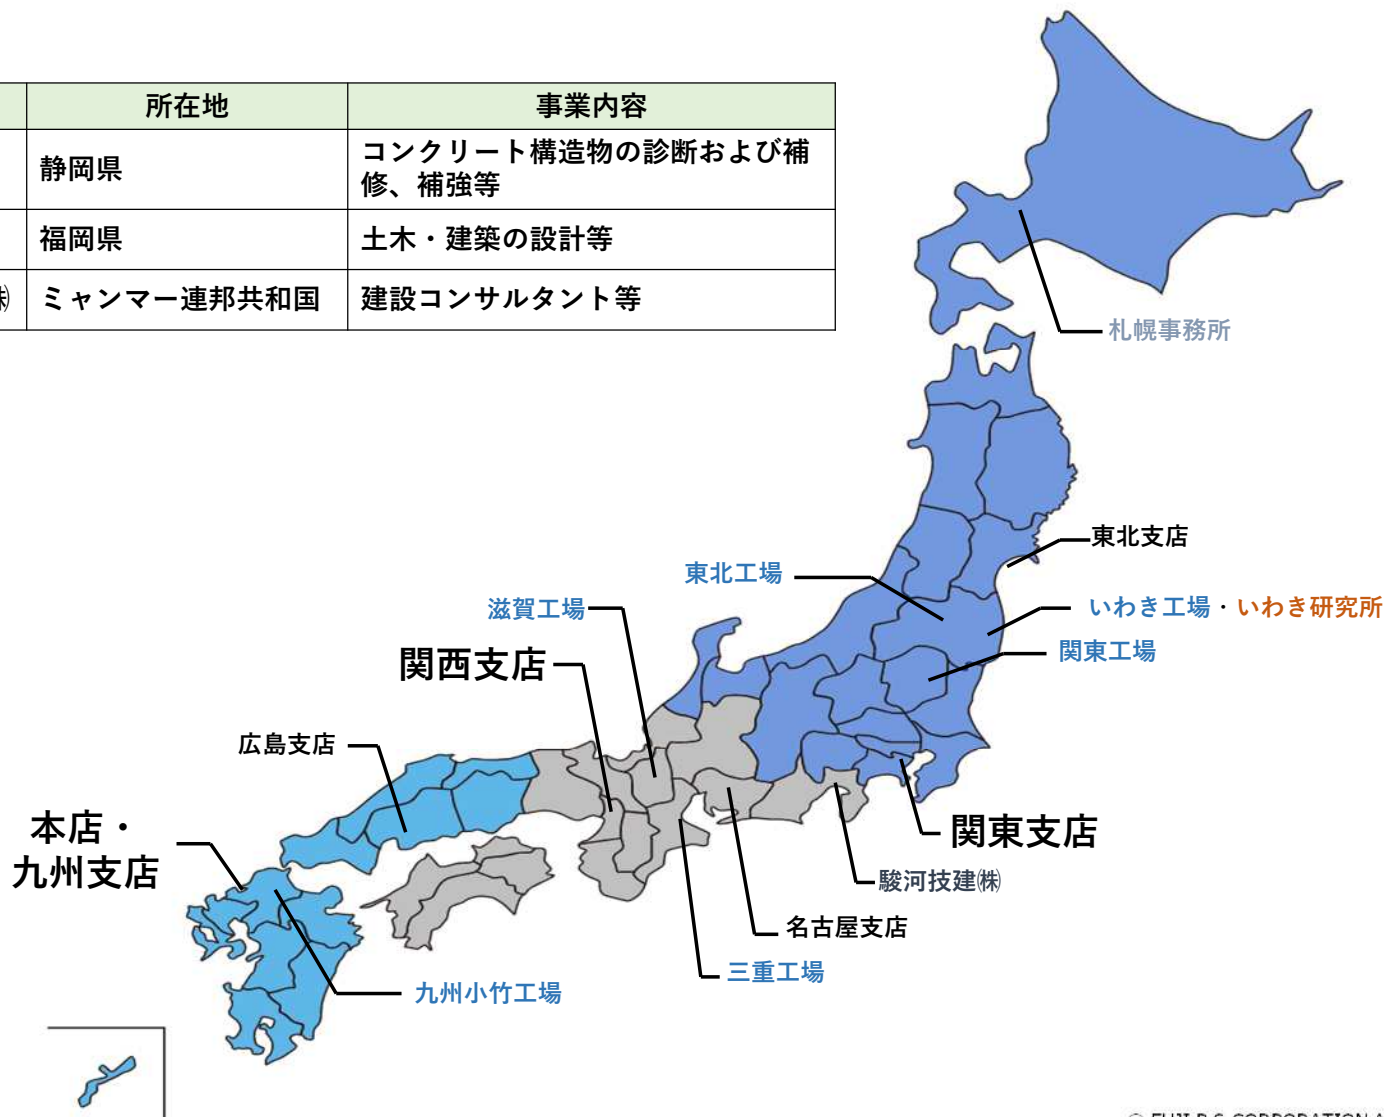 所在地 事業内容
静岡県 コンクリート構造物の診断および補
修、補強等
福岡県 土木・建築の設計等
㈱ ミャンマー連邦共和国 建設コンサルタント等
札幌事務所
東北支店
東北工場
滋賀工場
いわき工場・いわき研究所
関西支店
関東工場
広島支店
本店・
九州支店
関東支店
駿河技建㈱
名古屋支店
三重工場
九州小竹工場